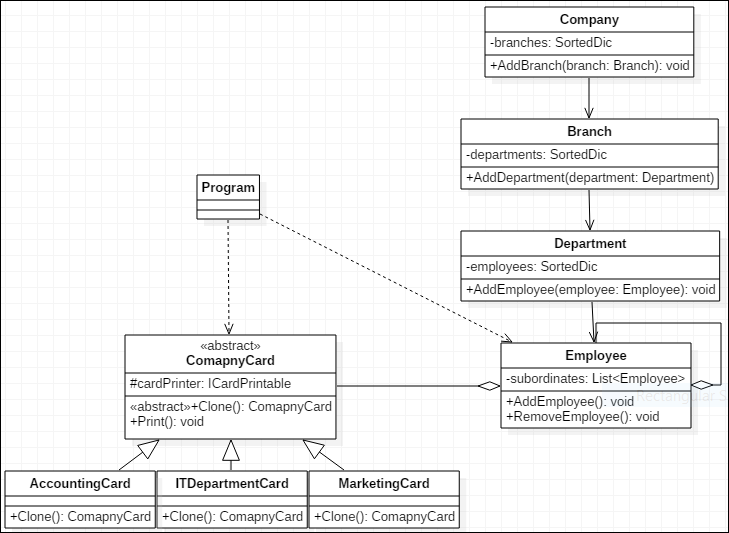 Company
-branches: SortedDic
+AddBranch(branch: Branch): void
Branch
-departments: SortedDic
+AddDepartment(department: Department)
Program
Department
-employees: SortedDic
+AddEmployee(employee: Employee): void
«abstract»
ComapnyCard
#cardPrinter: ICardPrintable
«abstract»+Clone(): ComapnyCard
+Print(): void
Employee
-subordinates: List<Employee>
+AddEmployee(): void
+RemoveEmployee(): void
Rectangular S
AccountingCard
+Clone(): ComapnyCard
ITDepartmentCard
+Clone(): ComapnyCard
MarketingCard
+Clone(): ComapnyCard